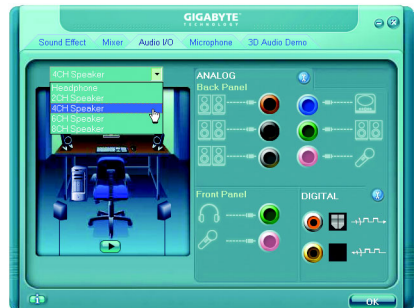 GIGABYTE
TECHNOLOGY
Sound Effect Mixer Audio I/O Microphone 3D Audio Demo
4CH Speaker
Headphone
2CH Speaker
4CH Speaker
6CH Speaker
8CH Speaker
ANALOG
Back Panel
Front Panel
DIGITAL
OK